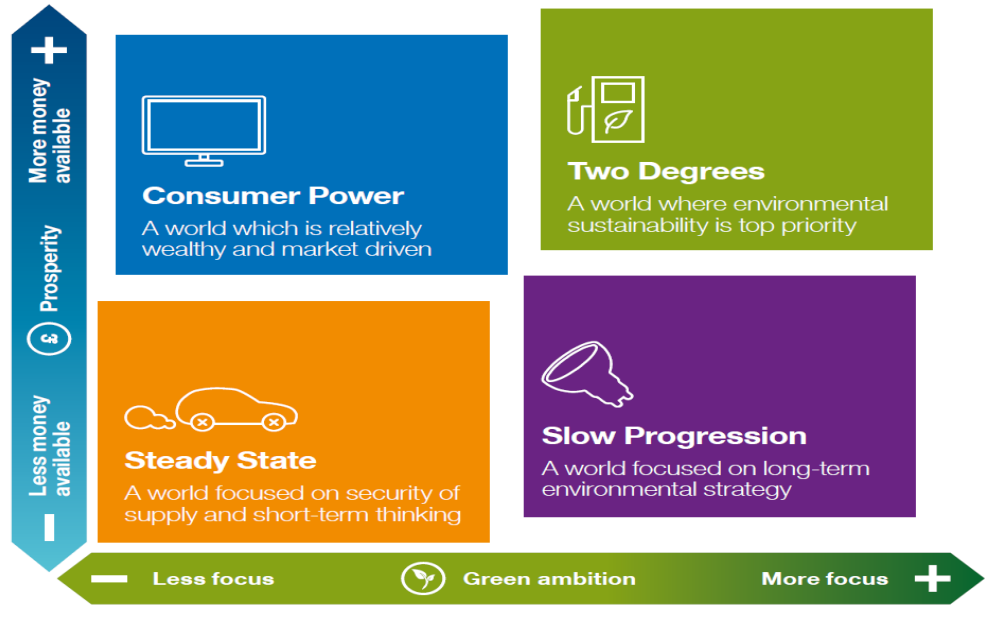 More money
available
Prosperity
£
Less money
available
Consumer Power
A world which is relatively
wealthy and market driven
Two Degrees
A world where environmental
sustainability is top priority
Steady State
A world focused on security of
supply and short-term thinking
Slow Progression
A world focused on long-term
environmental strategy
Less focus
Green ambition
More focus